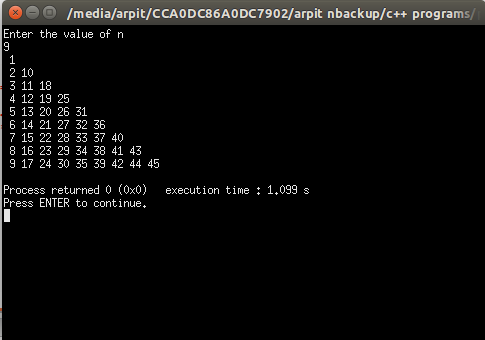 /media/arpit/CCA0DC86A0DC7902/arpit nbackup/c++ programs/
Enter the value of n
9
1
2 10
3 11 18
4 12 19 25
5 13 20 26 31
6 14 21 27 32 36
7 15 22 28 33 37 40
8 16 23 29 34 38 41 43
9 17 24 30 35 39 42 44 45
Process returned 0 (0x0)   execution time : 1.099 s
Press ENTER to continue.